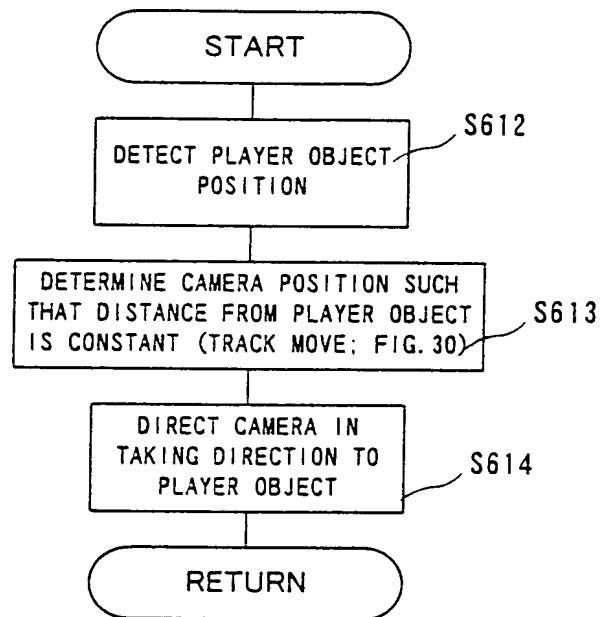 START
S612
DETECT PLAYER OBJECT
POSITION
DETERMINE CAMERA POSITION SUCH
THAT DISTANCE FROM PLAYER OBJECT
IS CONSTANT (TRACK MOVE; FIG. 30)
S613
DIRECT CAMERA IN
TAKING DIRECTION TO
PLAYER OBJECT
S614
RETURN